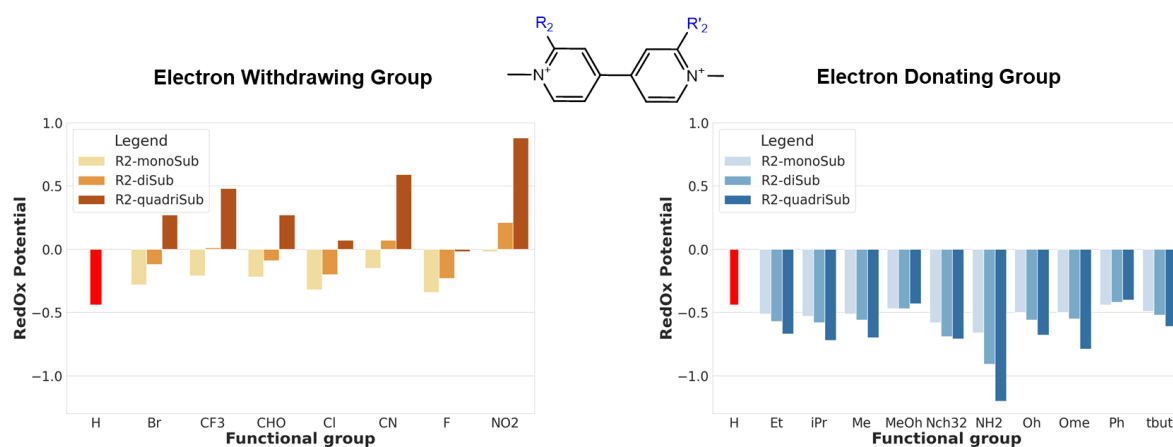 R2
R'2
N+
N+
Electron Withdrawing Group
Electron Donating Group
1.0
0.5
0.0
−0.5
−1.0
RedOx Potential
Legend
R2-monoSub
R2-diSub
R2-quadriSub
H Br CF3 CHO Cl CN F NO2
Functional group
1.0
0.5
0.0
−0.5
−1.0
RedOx Potential
Legend
R2-monoSub
R2-diSub
R2-quadriSub
H Et iPr Me MeOh Nch32 NH2 Oh Ome Ph tbut
Functional group